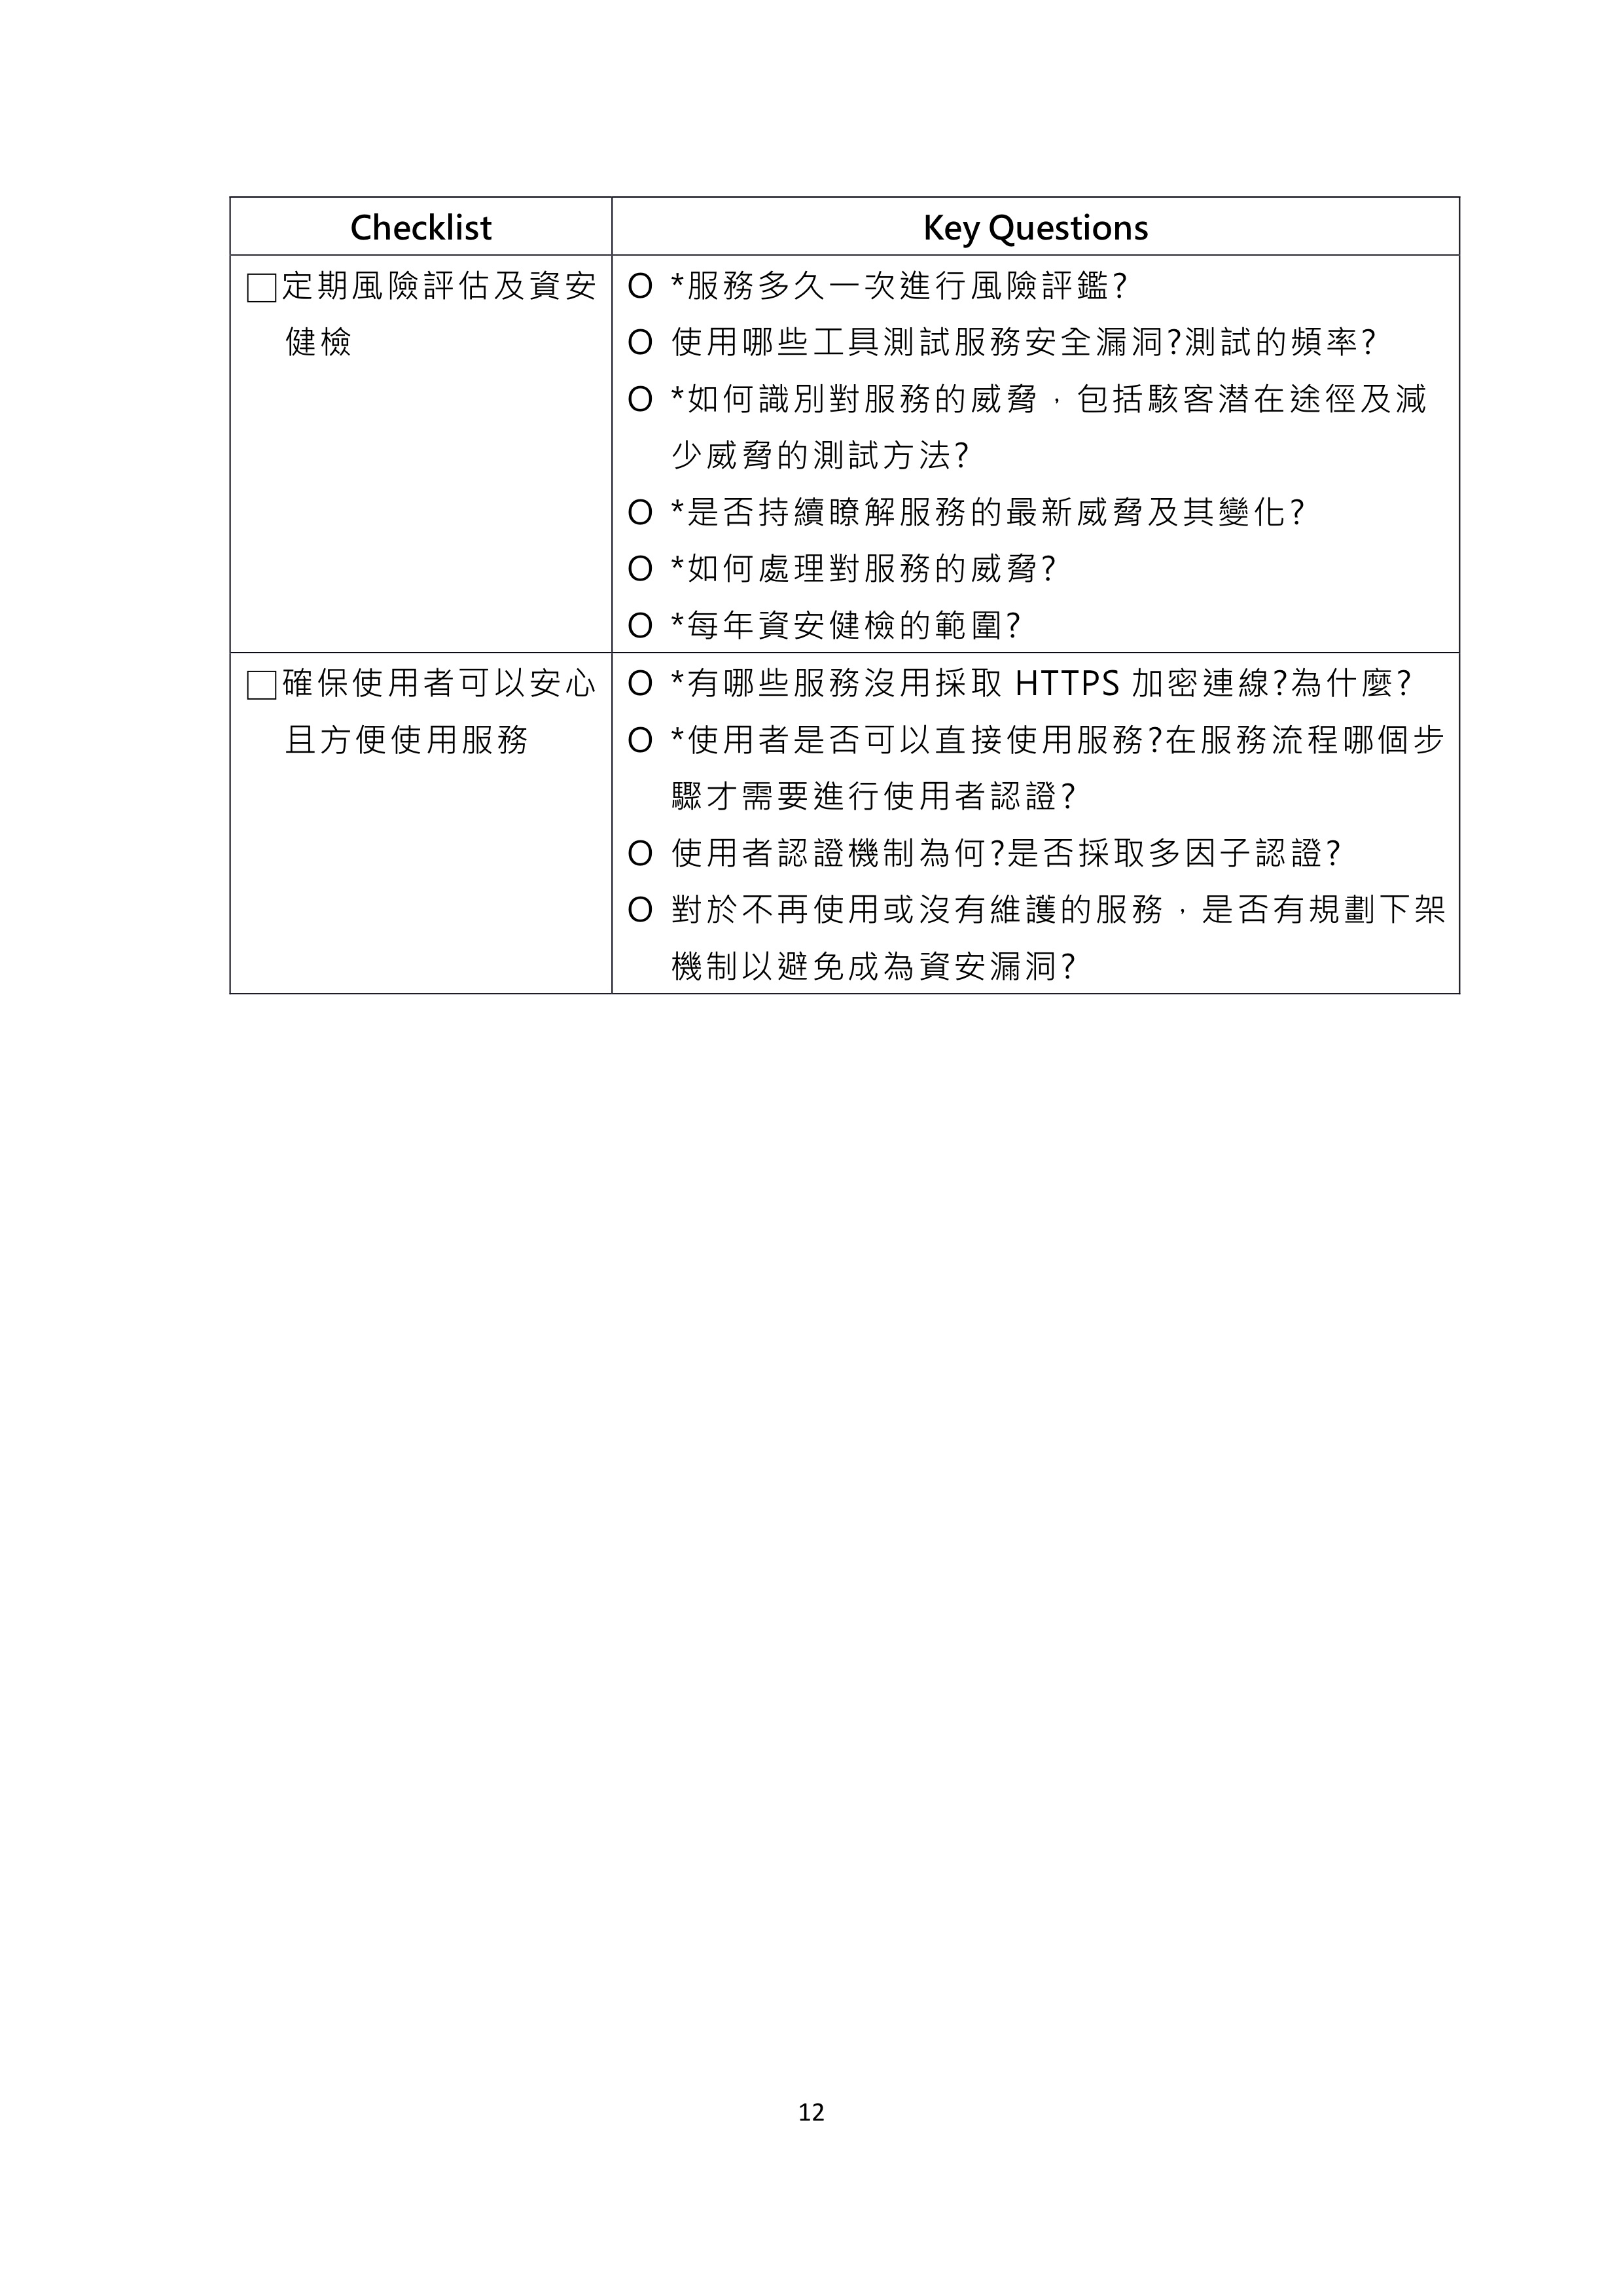 Checklist
Key Questions
□定期風險評估及資安
健檢
O *服務多久一次進行風險評鑑?
O 使用哪些工具測試服務安全漏洞?測試的頻率?
O *如何識別對服務的威脅，包括駭客潛在途徑及減
少威脅的測試方法?
O *是否持續瞭解服務的最新威脅及其變化?
O *如何處理對服務的威脅?
O *每年資安健檢的範圍?
□確保使用者可以安心
且方便使用服務
O *有哪些服務沒用採取 HTTPS 加密連線?為什麼?
O *使用者是否可以直接使用服務?在服務流程哪個步
驟才需要進行使用者認證?
O 使用者認證機制為何?是否採取多因子認證?
O 對於不再使用或沒有維護的服務，是否有規劃下架
機制以避免成為資安漏洞?
12